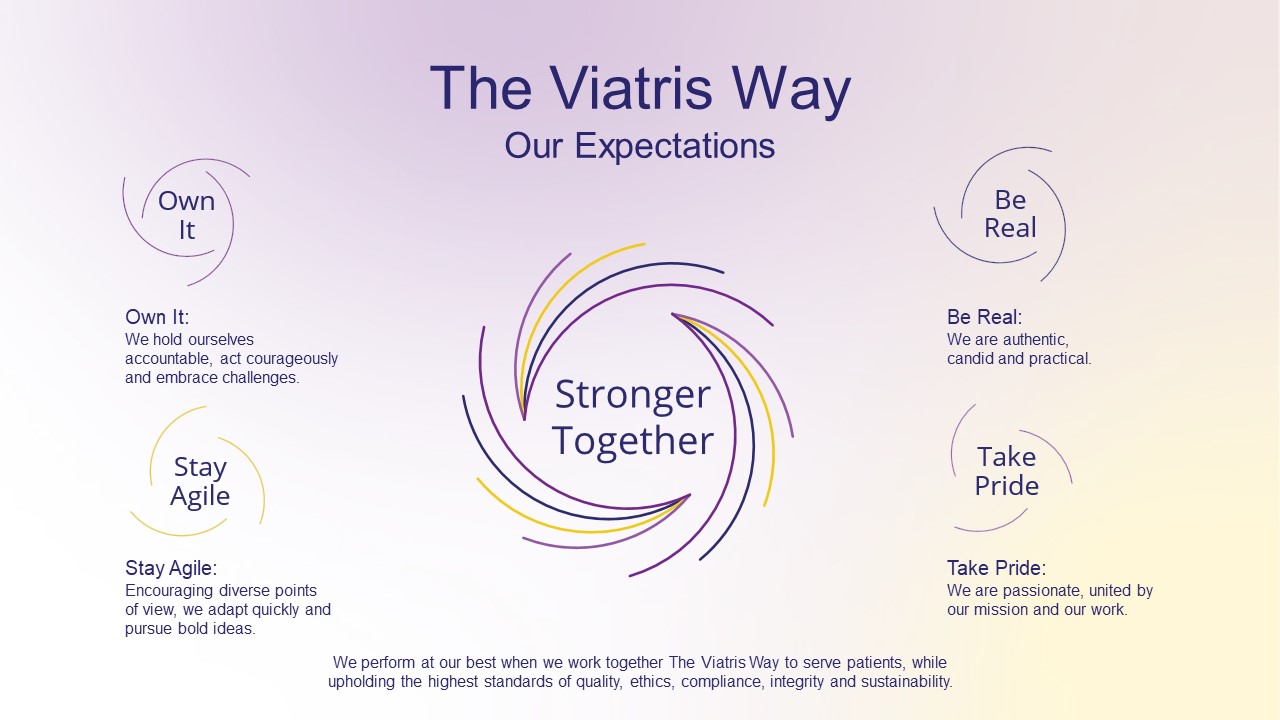 The Viatris Way
Our Expectations
Own
It
Own It:
We hold ourselves
accountable, act courageously
and embrace challenges.
Stay
Agile
Stay Agile:
Encouraging diverse points
of view, we adapt quickly and
pursue bold ideas.
Stronger
Together
Be
Real
Be Real:
We are authentic,
candid and practical.
Take
Pride
Take Pride:
We are passionate, united by
our mission and our work.
We perform at our best when we work together The Viatris Way to serve patients, while
upholding the highest standards of quality, ethics, compliance, integrity and sustainability.